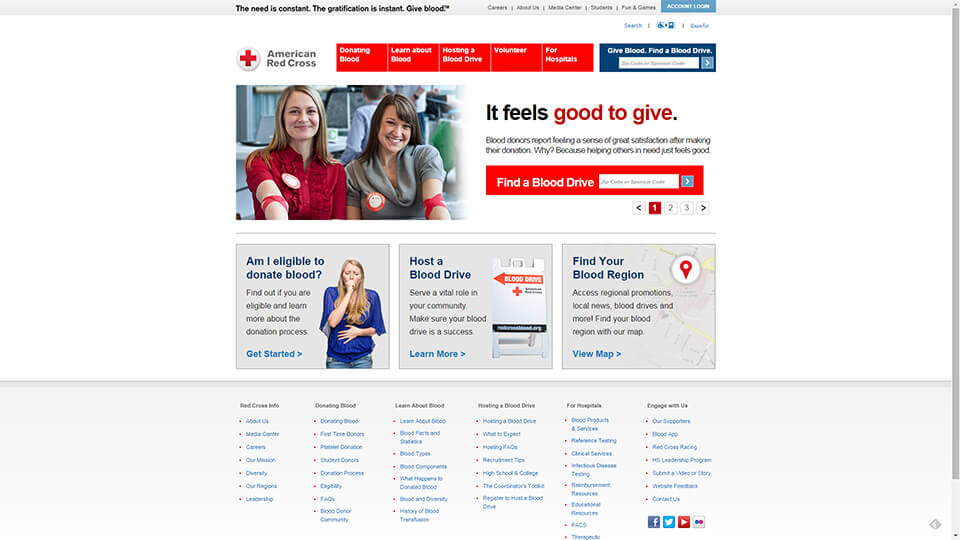 The need is constant. The gratification is instant. Give blood.™
Careers | About Us | Media Center | Students | Fun & Games
ACCOUNT LOGIN
Search | | Español
American
Red Cross
Donating
Blood
Learn about
Blood
Hosting a
Blood Drive
Volunteer
For
Hospitals
Give Blood. Find a Blood Drive.
Zip Code or Sponsor Code
It feels good to give.
Blood donors report feeling a sense of great satisfaction after making
their donation. Why? Because helping others in need just feels good.
Find a Blood Drive
Zip Code or Sponsor Code
< 1 2 3 >
Am I eligible to
donate blood?
Find out if you are
eligible and learn
more about the
donation process.
Get Started >
Host a
Blood Drive
Serve a vital role in
your community.
Make sure your blood
drive is a success.
Learn More >
BLOOD DRIVE
American
Red Cross
redcrossblood.org
Find Your
Blood Region
Access regional promotions,
local news, blood drives and
more! Find your blood
region with our map.
View Map >
Red Cross Info
About Us
Media Center
Careers
Our Mission
Diversity
Our Regions
Leadership
Donating Blood
Donating Blood
First Time Donors
Platelet Donation
Student Donors
Donation Process
Eligibility
FAQs
Blood Donor
Community
Learn About Blood
Learn About Blood
Blood Facts and
Statistics
Blood Types
Blood Components
What Happens to
Donated Blood
Blood and Diversity
History of Blood
Transfusion
Hosting a Blood Drive
Hosting a Blood Drive
What to Expect
Hosting FAQs
Recruitment Tips
High School & College
The Coordinator's Toolkit
Register to Host a Blood
Drive
For Hospitals
Blood Products
& Services
Reference Testing
Clinical Services
Infectious Disease
Testing
Reimbursement
Resources
Educational
Resources
PACS
Therapeutic
Engage with Us
Our Supporters
Blood App
Red Cross Racing
HS Leadership Program
Submit a Video or Story
Website Feedback
Contact Us